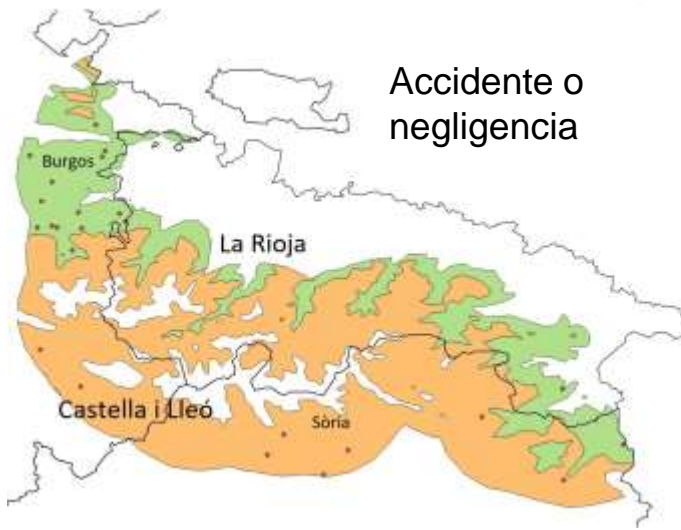 Accidente o
negligencia
Burgos
La Rioja
Castella i Lleó
Sòria